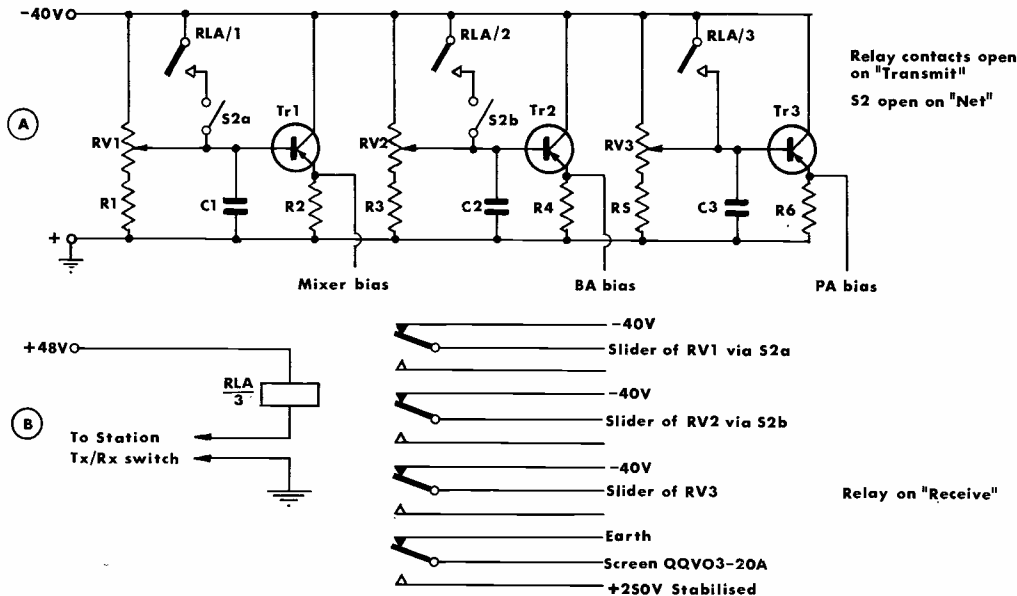 -40V
RLA/1
RLA/2
RLA/3
Relay contacts open
on "Transmit"
S2 open on "Net"
A
S2a
Tr1
S2b
Tr2
Tr3
RV1
RV2
RV3
R1
C1
R2
R3
C2
R4
R5
C3
R6
+
Mixer bias
BA bias
PA bias
+48V
RLA
3
B
To Station
Tx/Rx switch
-40V
Slider of RV1 via S2a
-40V
Slider of RV2 via S2b
-40V
Slider of RV3
Relay on "Receive"
Earth
Screen QQVO3-20A
+250V Stabilised